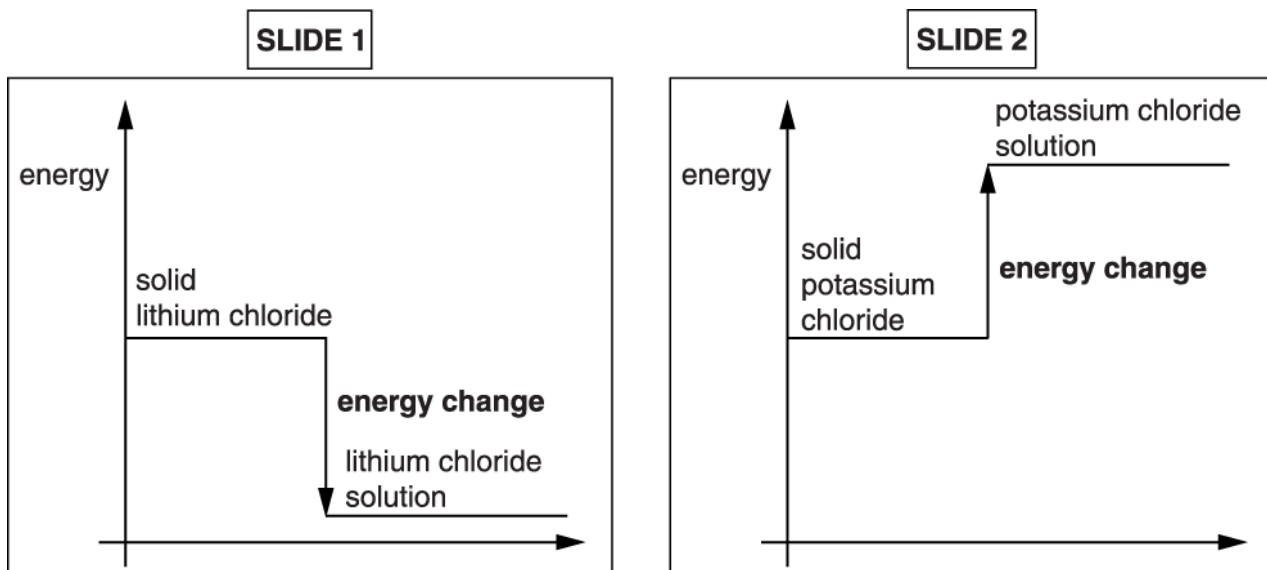 SLIDE 1
energy
solid
lithium chloride
energy change
lithium chloride
solution
SLIDE 2
potassium chloride
solution
energy
solid
potassium
chloride
energy change